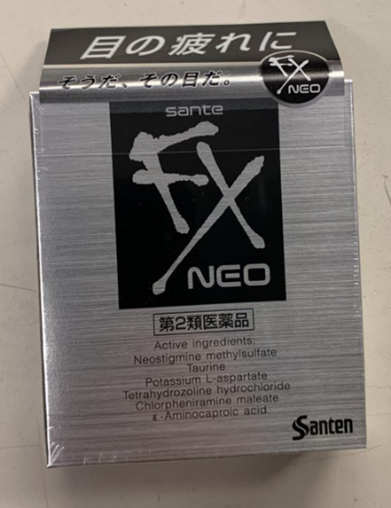 目の疲れに
そうだ、その目だ。
FX
NEO
sante
FX
NEO
第2類医薬品
Active ingredients:
Neostigmine methylsulfate
Taurine
Potassium L-aspartate
Tetrahydrozoline hydrochloride
Chlorpheniramine maleate
ε-Aminocaproic acid
Santen